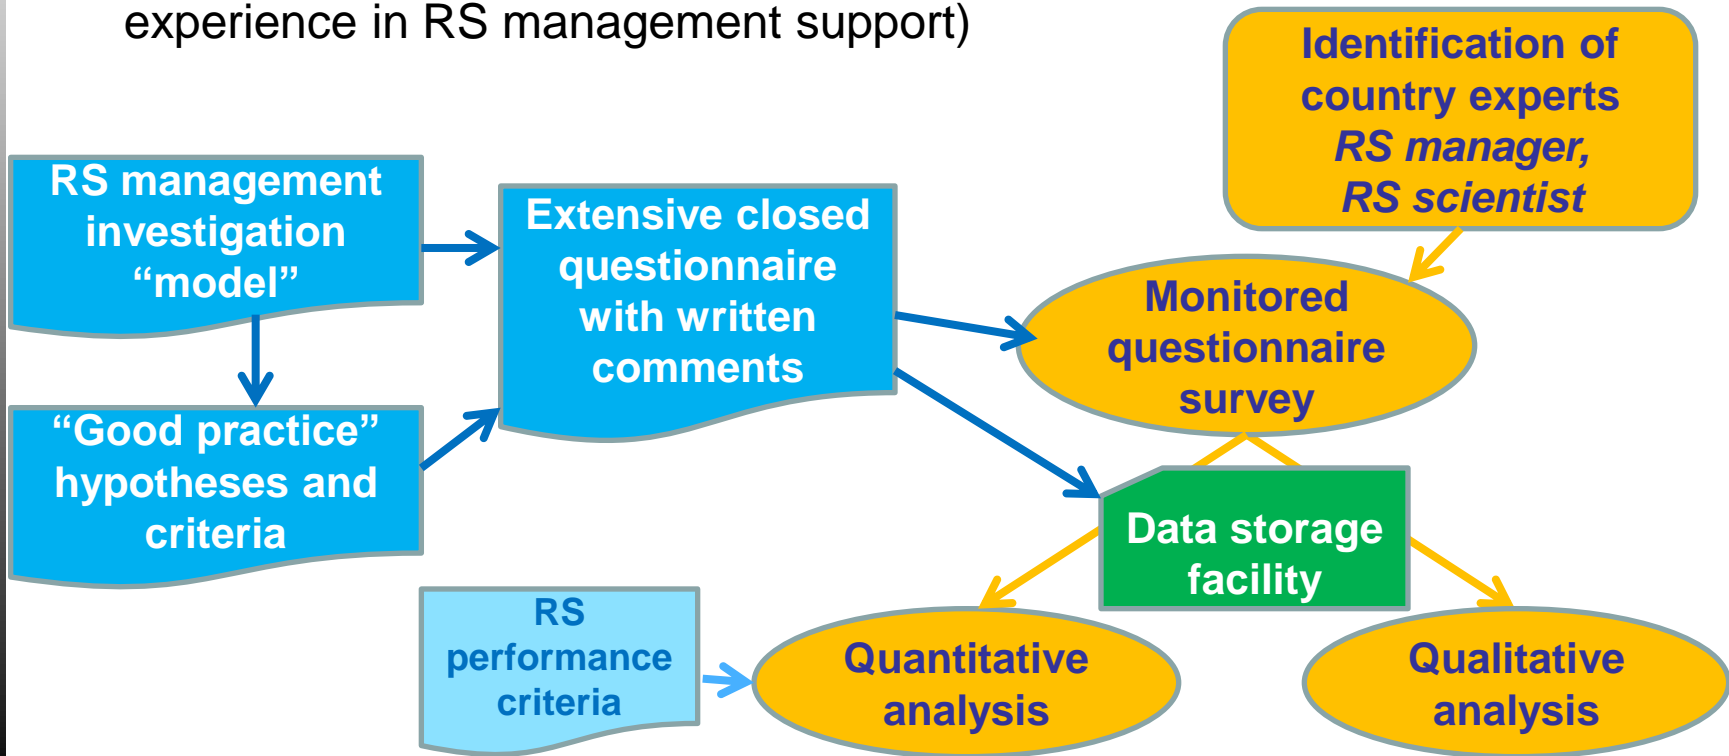 experience in RS management support)
Identification of
country experts
RS manager,
RS scientist
RS management
investigation
“model”
Extensive closed
questionnaire
with written
comments
Monitored
questionnaire
survey
“Good practice”
hypotheses and
criteria
Data storage
facility
RS
performance
criteria
Quantitative
analysis
Qualitative
analysis